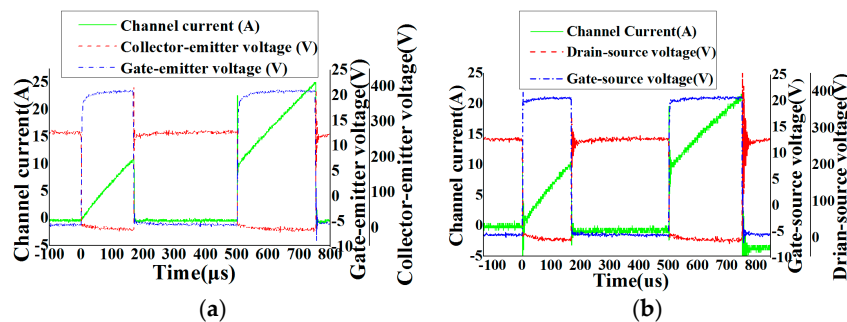 Channel current (A)
Collector-emitter voltage (V)
Gate-emitter voltage (V)
Channel current(A)
25
20
15
10
5
0
-5
-100 0 100 200 300 400 500 600 700 800
Time(μs)
25
20
15
10
5
0
-5
-10
Gate-emitter voltage(V)
400
300
200
100
0
Collector-emitter voltage(V)
(a)
Channel Current(A)
Drain-source voltage(V)
Gate-source voltage(V)
Channel current(A)
25
20
15
10
5
0
-5
-100 0 100 200 300 400 500 600 700 800
Time(us)
25
20
15
10
5
0
-5
-10
Gate-source voltage(V)
400
300
200
100
0
Drian-source voltage(V)
(b)